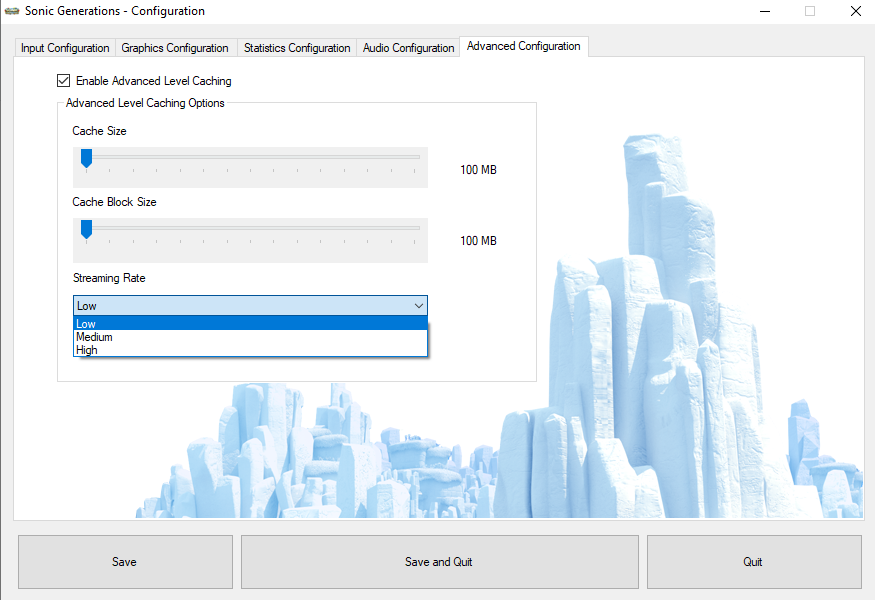 Sonic Generations - Configuration
Input Configuration Graphics Configuration Statistics Configuration Audio Configuration Advanced Configuration
Enable Advanced Level Caching
Advanced Level Caching Options
Cache Size
100 MB
Cache Block Size
100 MB
Streaming Rate
Low
Low
Medium
High
Save Save and Quit Quit